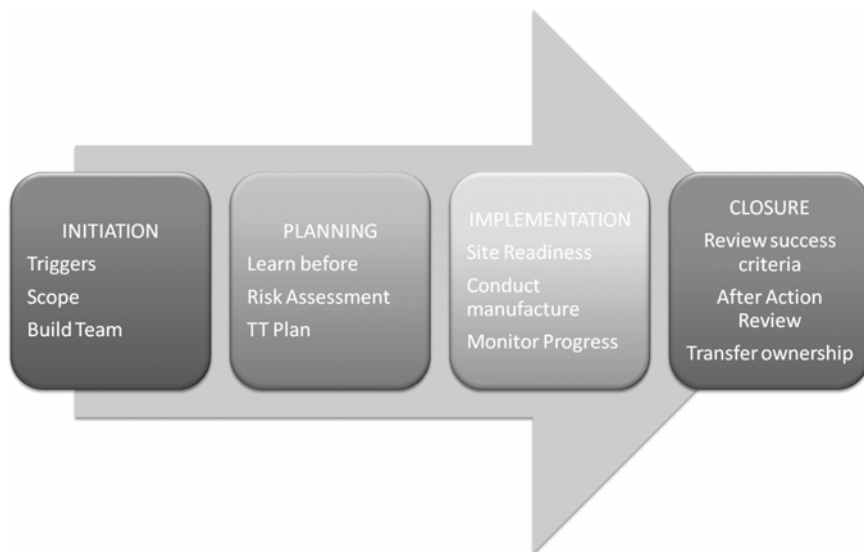 INITIATION
Triggers
Scope
Build Team
PLANNING
Learn before
Risk Assessment
TT Plan
IMPLEMENTATION
Site Readiness
Conduct
manufacture
Monitor Progress
CLOSURE
Review success
criteria
After Action
Review
Transfer ownership